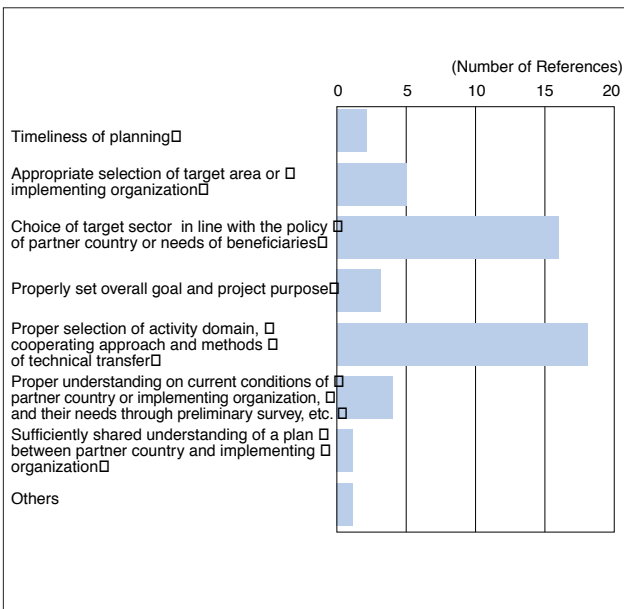 (Number of References)
0 5 10 15 20
Timeliness of planning□
Appropriate selection of target area or □
implementing organization□
Choice of target sector in line with the policy □
of partner country or needs of beneficiaries□
Properly set overall goal and project purpose□
Proper selection of activity domain, □
cooperating approach and methods □
of technical transfer□
Proper understanding on current conditions of □
partner country or implementing organization, □
and their needs through preliminary survey, etc. □
Sufficiently shared understanding of a plan □
between partner country and implementing □
organization□
Others